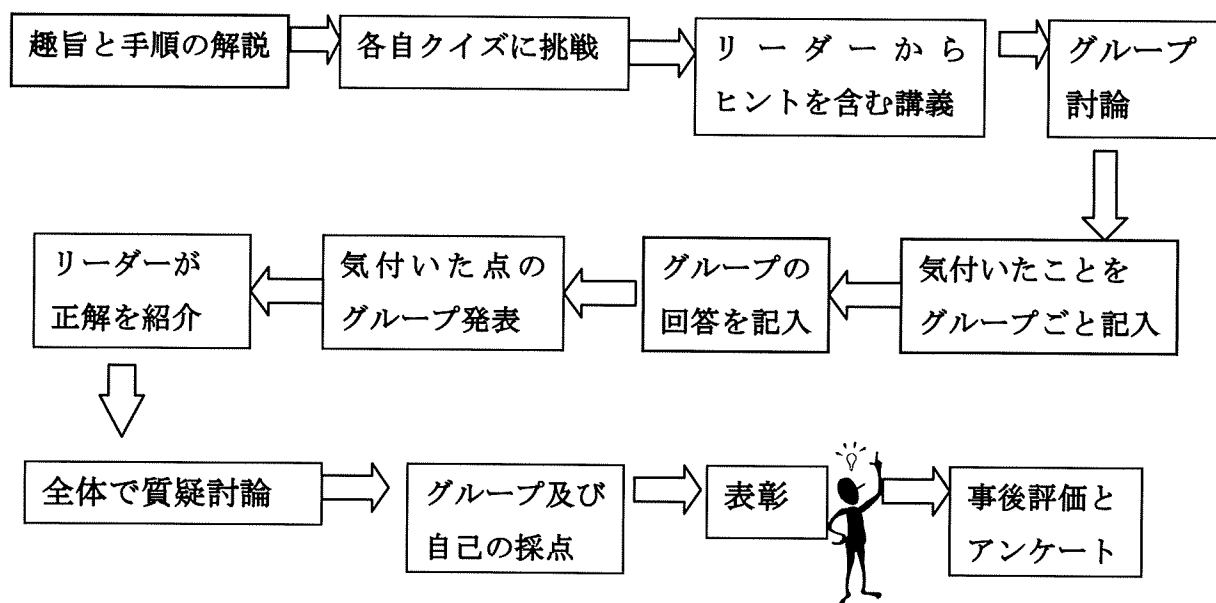 趣旨と手順の解説
各自クイズに挑戦
リーダーから
ヒントを含む講義
グループ
討論
気付いたことを
グループごと記入
グループの
回答を記入
気付いた点の
グループ発表
リーダーが
正解を紹介
全体で質疑討論
グループ及び
自己の採点
表彰
事後評価と
アンケート